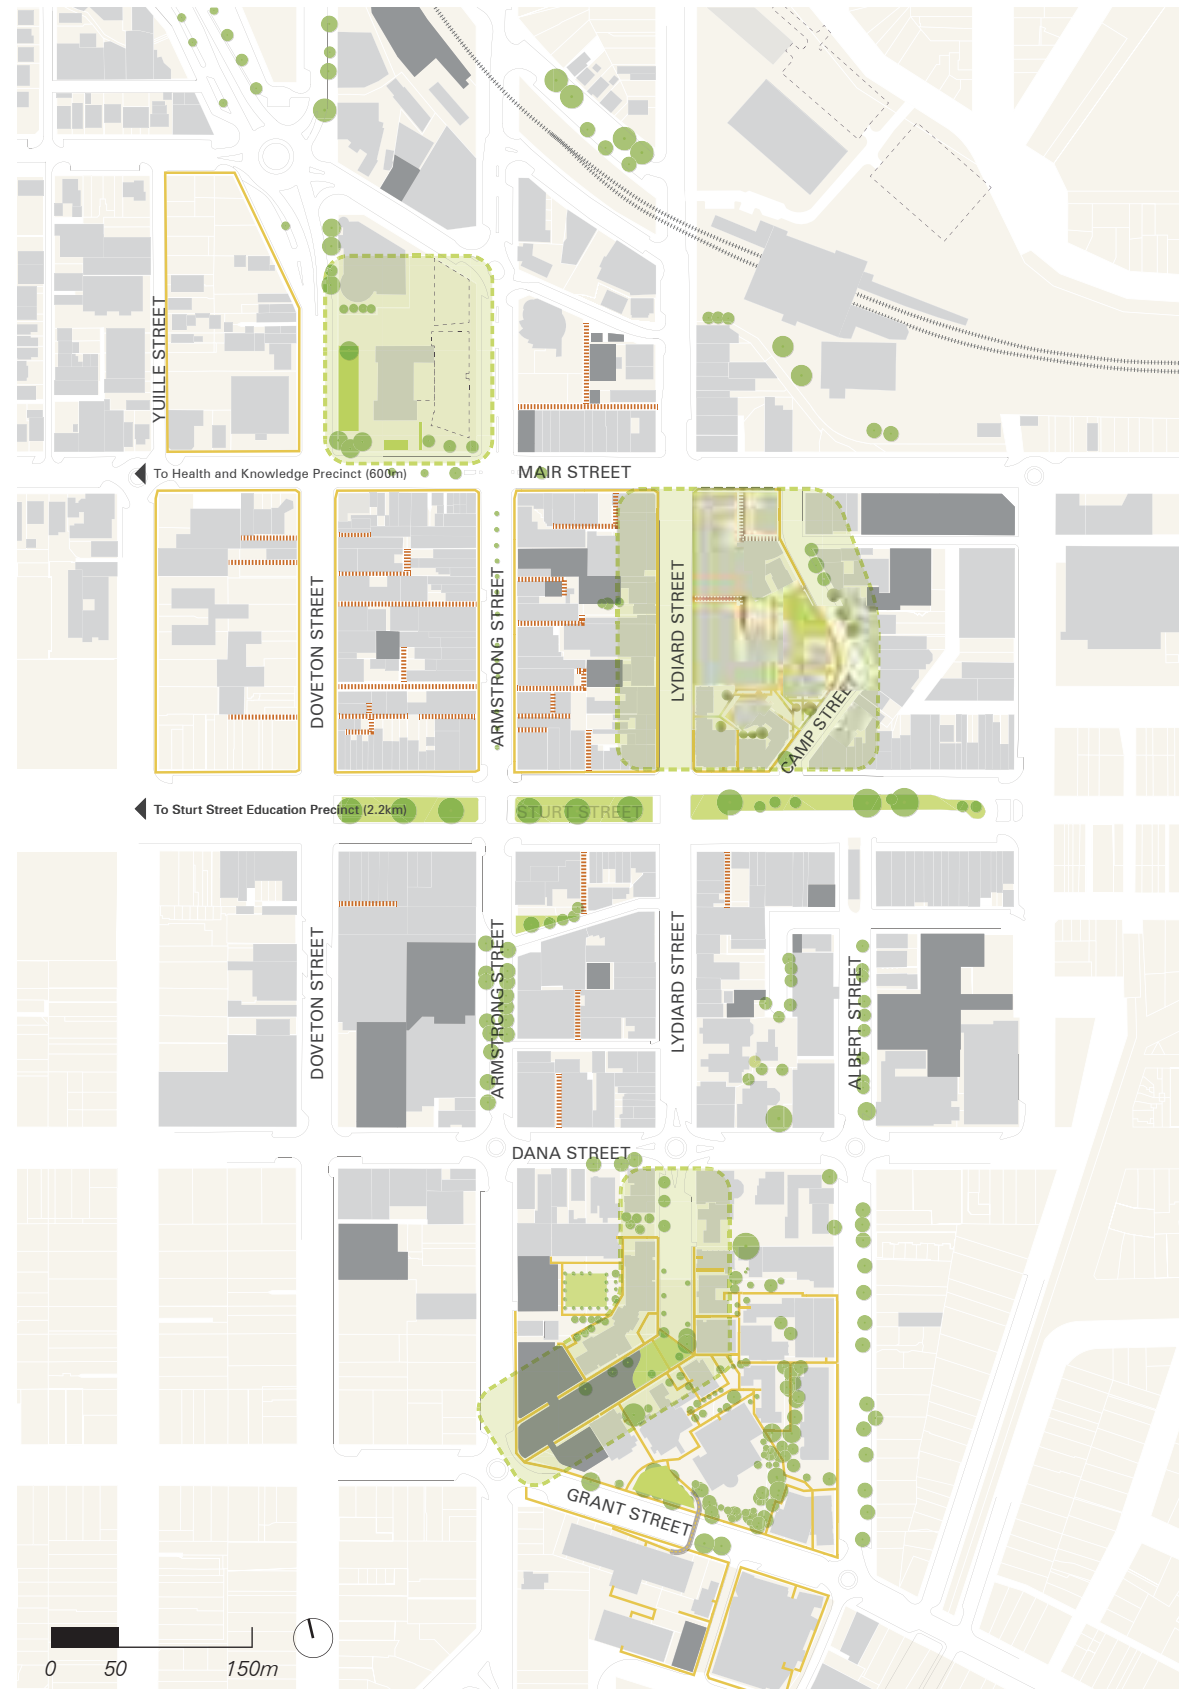 YUILLE STREET
To Health and Knowledge Precinct (600m)
MAIR STREET
DOVETON STREET
ARMSTRONG STREET
LYDIARD STREET
CAMP STREET
To Sturt Street Education Precinct (2.2km)
STURT STREET
DOVETON STREET
ARMSTRONG STREET
LYDIARD STREET
ALBERT STREET
DANA STREET
GRANT STREET
0 50 150m